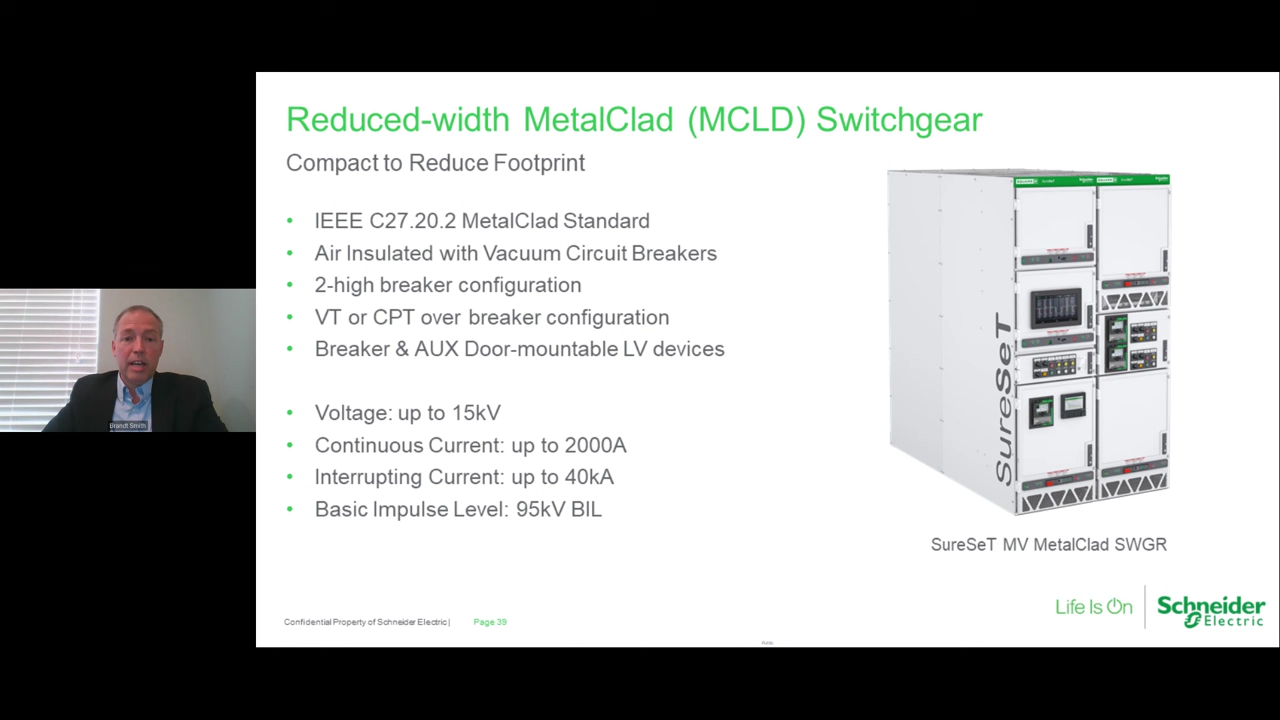 Reduced-width MetalClad (MCLD) Switchgear
Compact to Reduce Footprint
• IEEE C27.20.2 MetalClad Standard
• Air Insulated with Vacuum Circuit Breakers
• 2-high breaker configuration
• VT or CPT over breaker configuration
• Breaker & AUX Door-mountable LV devices
• Voltage: up to 15kV
• Continuous Current: up to 2000A
• Interrupting Current: up to 40kA
• Basic Impulse Level: 95kV BIL
SureSeT
SureSeT MV MetalClad SWGR
Brandt Smith
Life Is On
Schneider
Electric
Confidential Property of Schneider Electric | Page 39